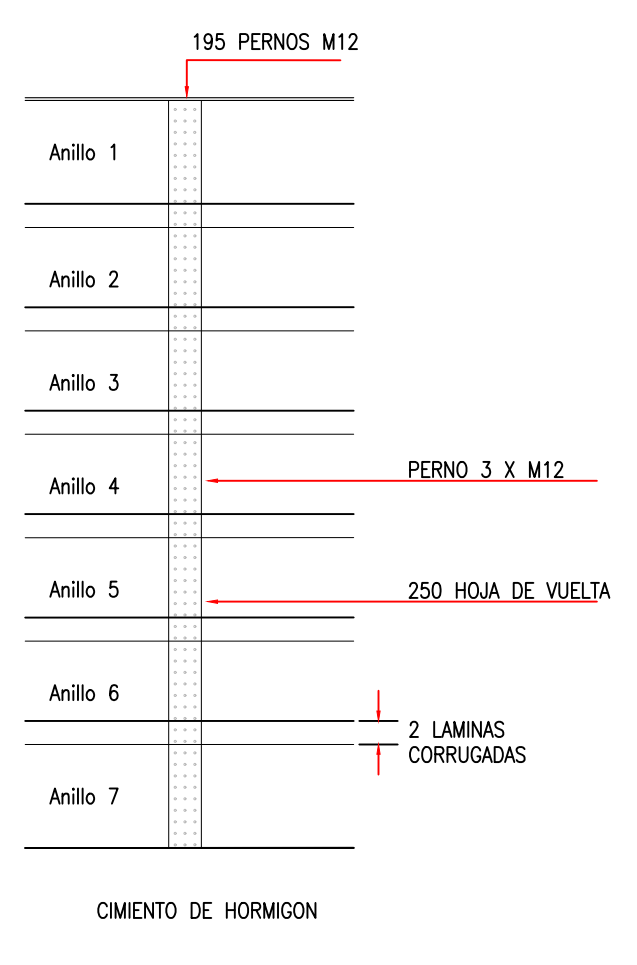 195 PERNOS M12
Anillo 1
Anillo 2
Anillo 3
PERNO 3 X M12
Anillo 4
Anillo 5
250 HOJA DE VUELTA
Anillo 6
2 LAMINAS
CORRUGADAS
Anillo 7
CIMIENTO DE HORMIGON